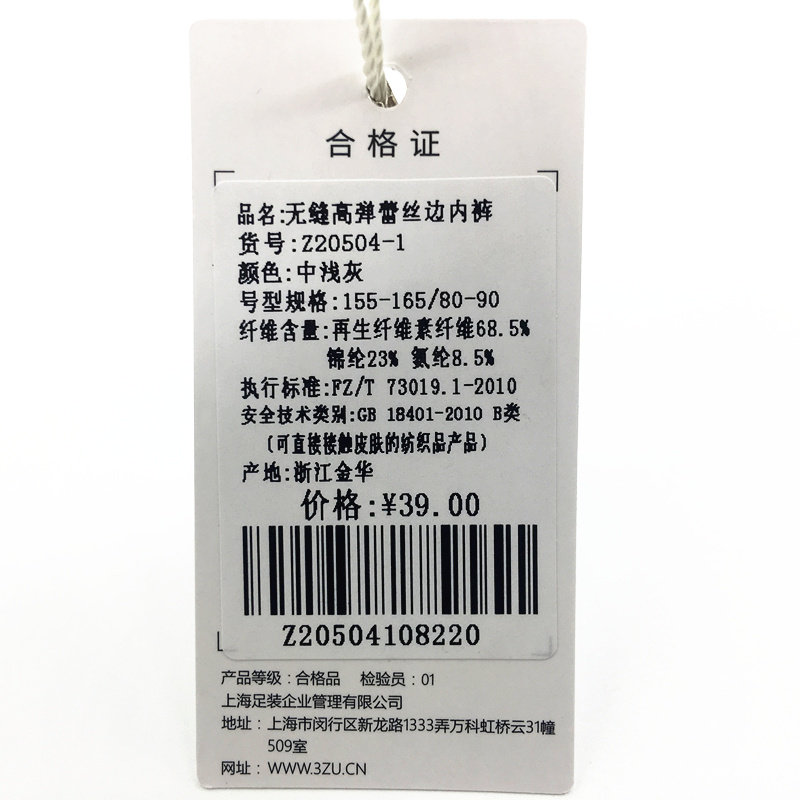 合格证
品名:无缝高弹蕾丝边内裤
货号:Z20504-1
颜色:中浅灰
号型规格:155-165/80-90
纤维含量:再生纤维素纤维68.5%
锦纶23% 氨纶8.5%
执行标准:FZ/T 73019.1-2010
安全技术类别:GB 18401-2010 B类
(可直接接触皮肤的纺织品产品)
产地:浙江金华
价格:¥39.00
Z20504108220
产品等级：合格品 检验员：01
上海足装企业管理有限公司
地址：上海市闵行区新龙路1333弄万科虹桥云31幢
509室
网址：WWW.3ZU.CN